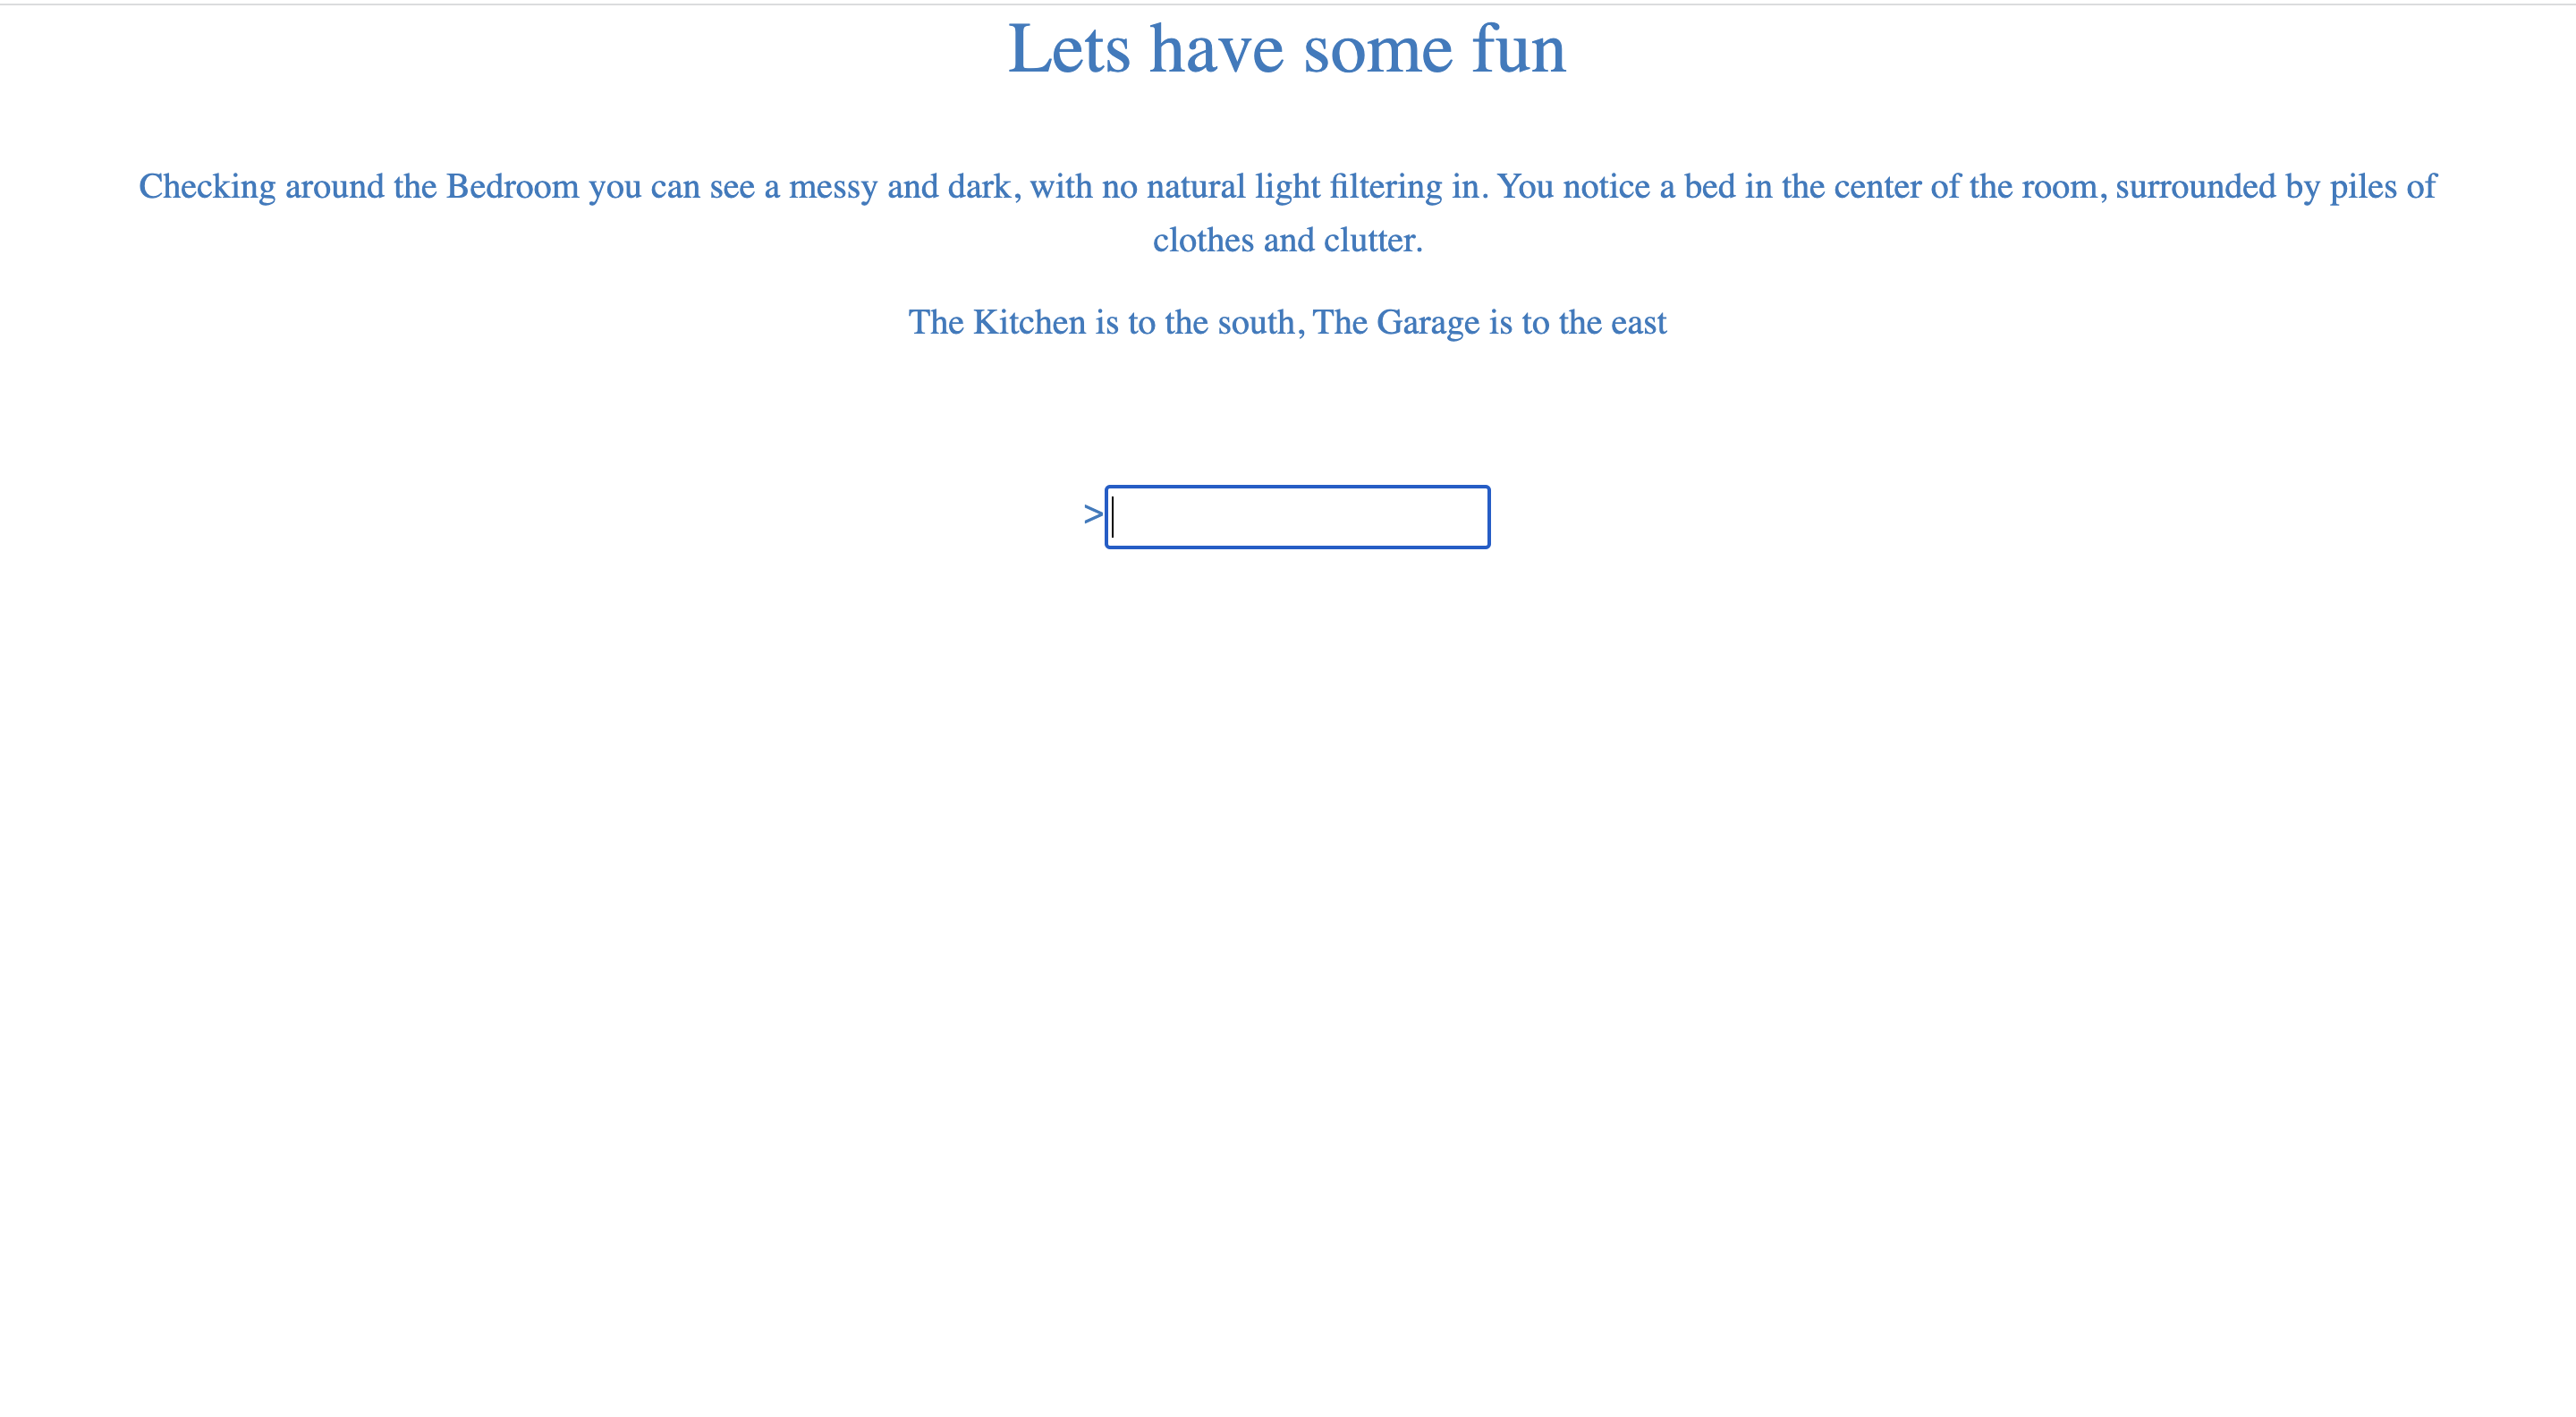 Lets have some fun
Checking around the Bedroom you can see a messy and dark, with no natural light filtering in. You notice a bed in the center of the room, surrounded by piles of
clothes and clutter.
The Kitchen is to the south, The Garage is to the east
>